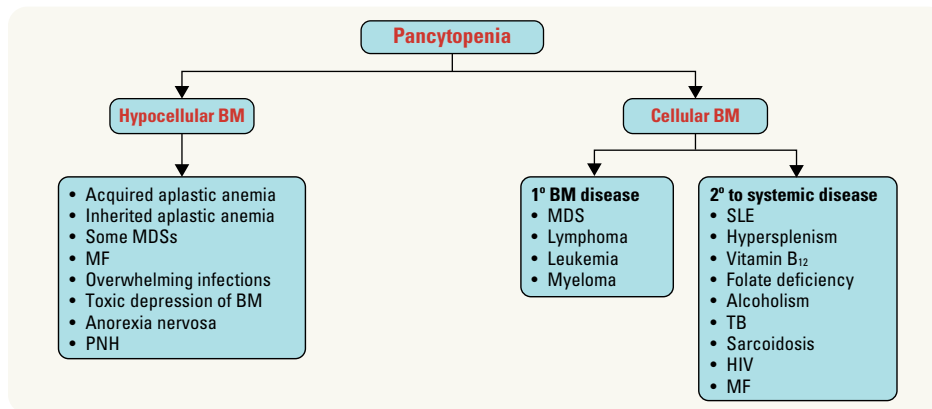 Pancytopenia
Hypocellular BM
Cellular BM
• Acquired aplastic anemia
• Inherited aplastic anemia
• Some MDSs
• MF
• Overwhelming infections
• Toxic depression of BM
• Anorexia nervosa
• PNH
1º BM disease
• MDS
• Lymphoma
• Leukemia
• Myeloma
2º to systemic disease
• SLE
• Hypersplenism
• Vitamin B₁₂
• Folate deficiency
• Alcoholism
• TB
• Sarcoidosis
• HIV
• MF